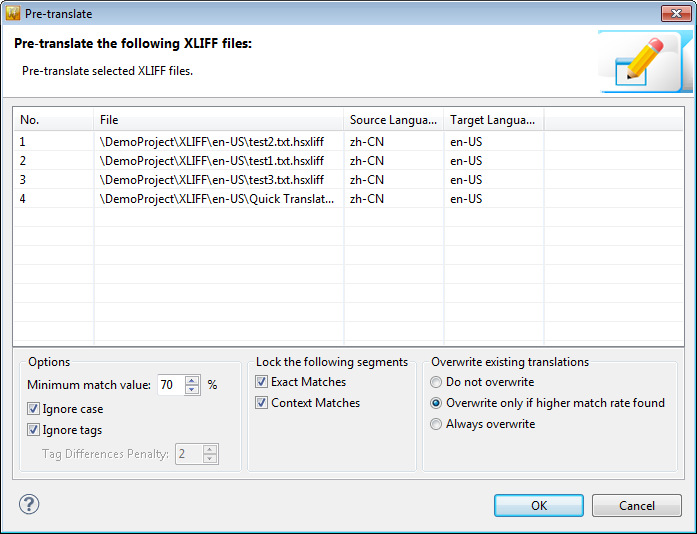 Pre-translate
Pre-translate the following XLIFF files:
Pre-translate selected XLIFF files.
No. File Source Langua... Target Langua...
1 \DemoProject\XLIFF\en-US\test2.txt.hsxliff zh-CN en-US
2 \DemoProject\XLIFF\en-US\test1.txt.hsxliff zh-CN en-US
3 \DemoProject\XLIFF\en-US\test3.txt.hsxliff zh-CN en-US
4 \DemoProject\XLIFF\en-US\Quick Translat... zh-CN en-US
Options
Minimum match value: 70 %
Ignore case
Ignore tags
Tag Differences Penalty: 2
Lock the following segments
Exact Matches
Context Matches
Overwrite existing translations
Do not overwrite
Overwrite only if higher match rate found
Always overwrite
? OK Cancel